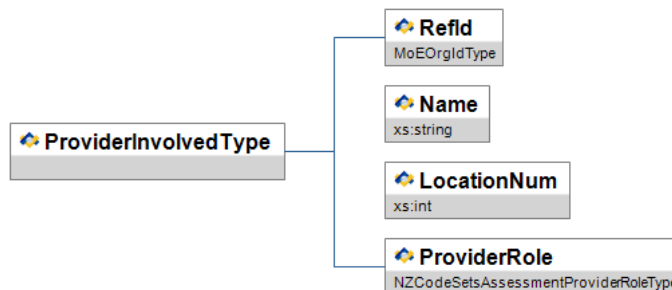 RefId
MoEOrgIdType
Name
xs:string
ProviderInvolvedType
LocationNum
xs:int
ProviderRole
NZCodeSetsAssessmentProviderRoleType